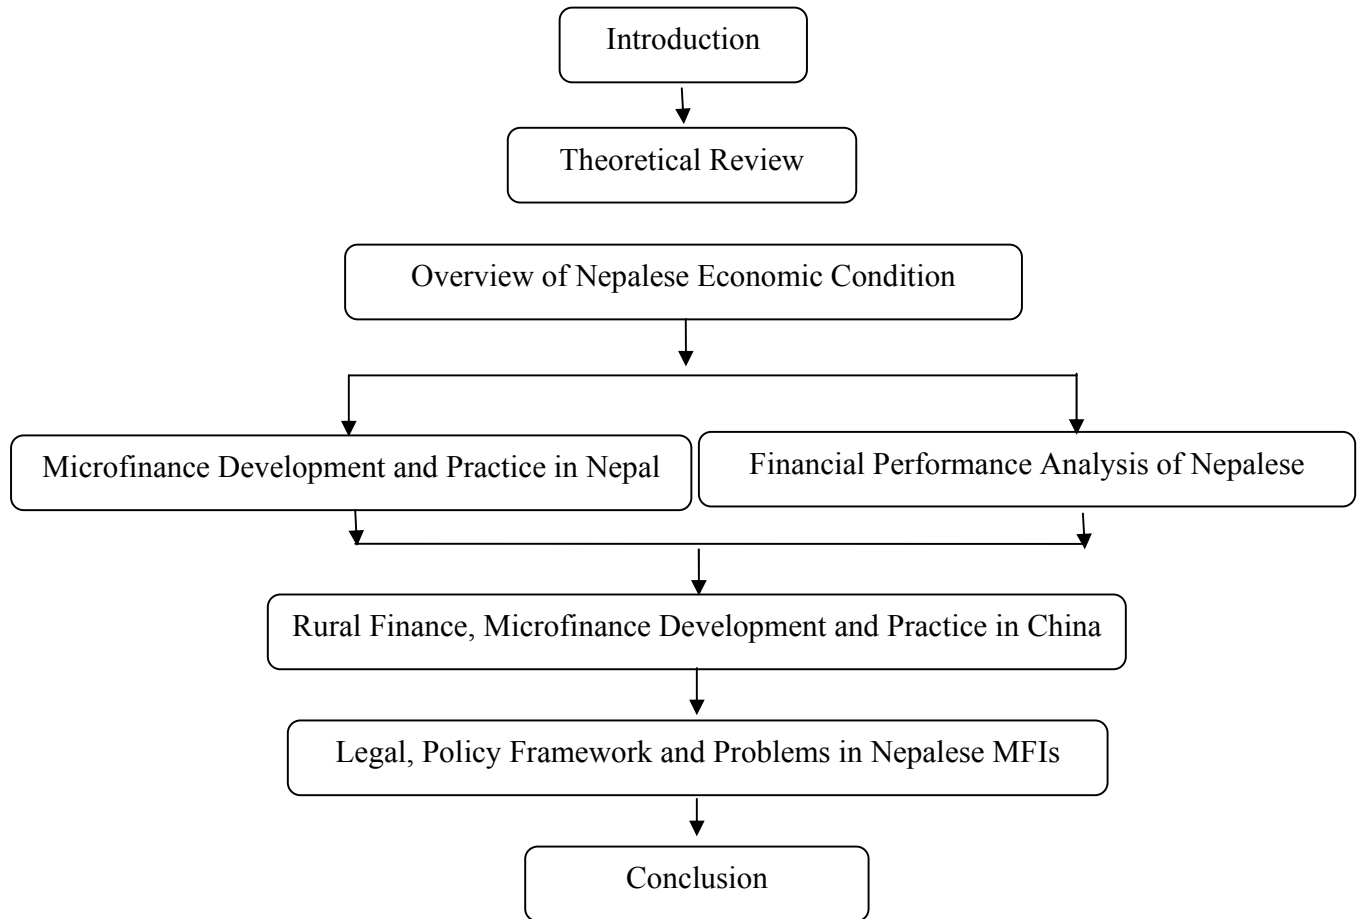 Introduction
Theoretical Review
Overview of Nepalese Economic Condition
Microfinance Development and Practice in Nepal
Financial Performance Analysis of Nepalese
Rural Finance, Microfinance Development and Practice in China
Legal, Policy Framework and Problems in Nepalese MFIs
Conclusion